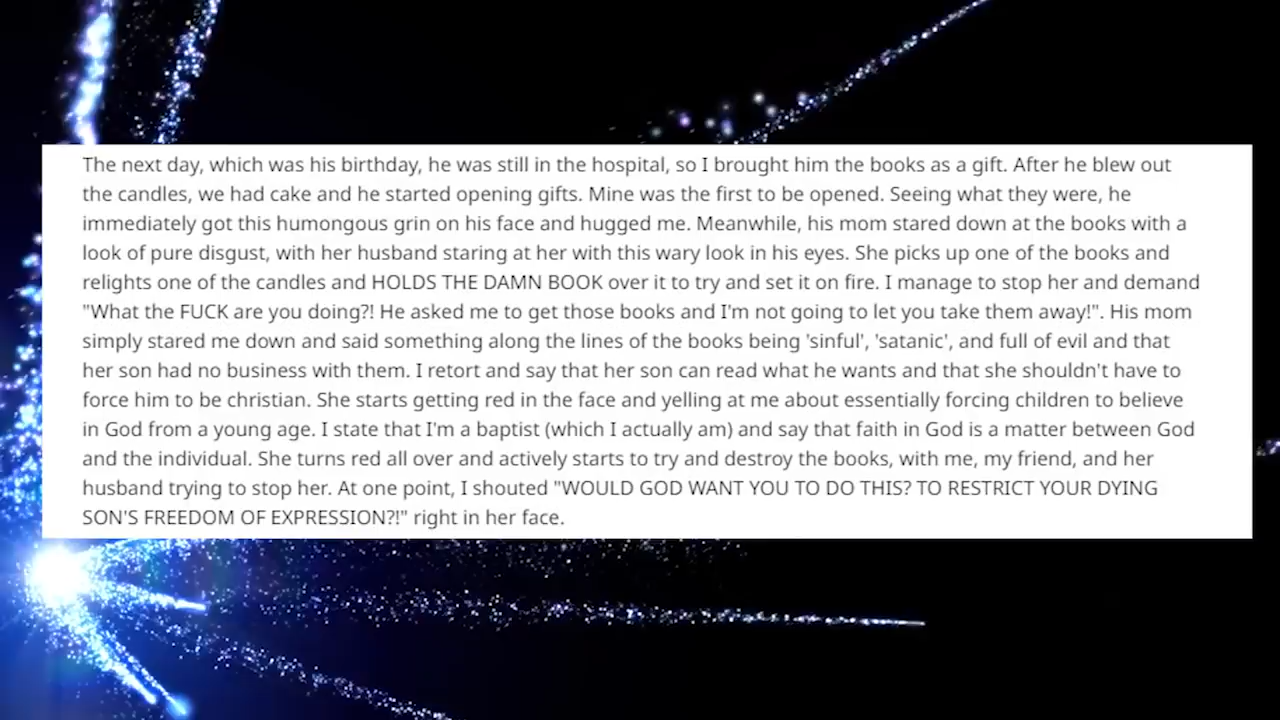 The next day, which was his birthday, he was still in the hospital, so I brought him the books as a gift. After he blew out
the candles, we had cake and he started opening gifts. Mine was the first to be opened. Seeing what they were, he
immediately got this humongous grin on his face and hugged me. Meanwhile, his mom stared down at the books with a
look of pure disgust, with her husband staring at her with this wary look in his eyes. She picks up one of the books and
relights one of the candles and HOLDS THE DAMN BOOK over it to try and set it on fire. I manage to stop her and demand
"What the FUCK are you doing?! He asked me to get those books and I'm not going to let you take them away!". His mom
simply stared me down and said something along the lines of the books being 'sinful', 'satanic', and full of evil and that
her son had no business with them. I retort and say that her son can read what he wants and that she shouldn't have to
force him to be christian. She starts getting red in the face and yelling at me about essentially forcing children to believe
in God from a young age. I state that I'm a baptist (which I actually am) and say that faith in God is a matter between God
and the individual. She turns red all over and actively starts to try and destroy the books, with me, my friend, and her
husband trying to stop her. At one point, I shouted "WOULD GOD WANT YOU TO DO THIS? TO RESTRICT YOUR DYING
SON'S FREEDOM OF EXPRESSION?!" right in her face.